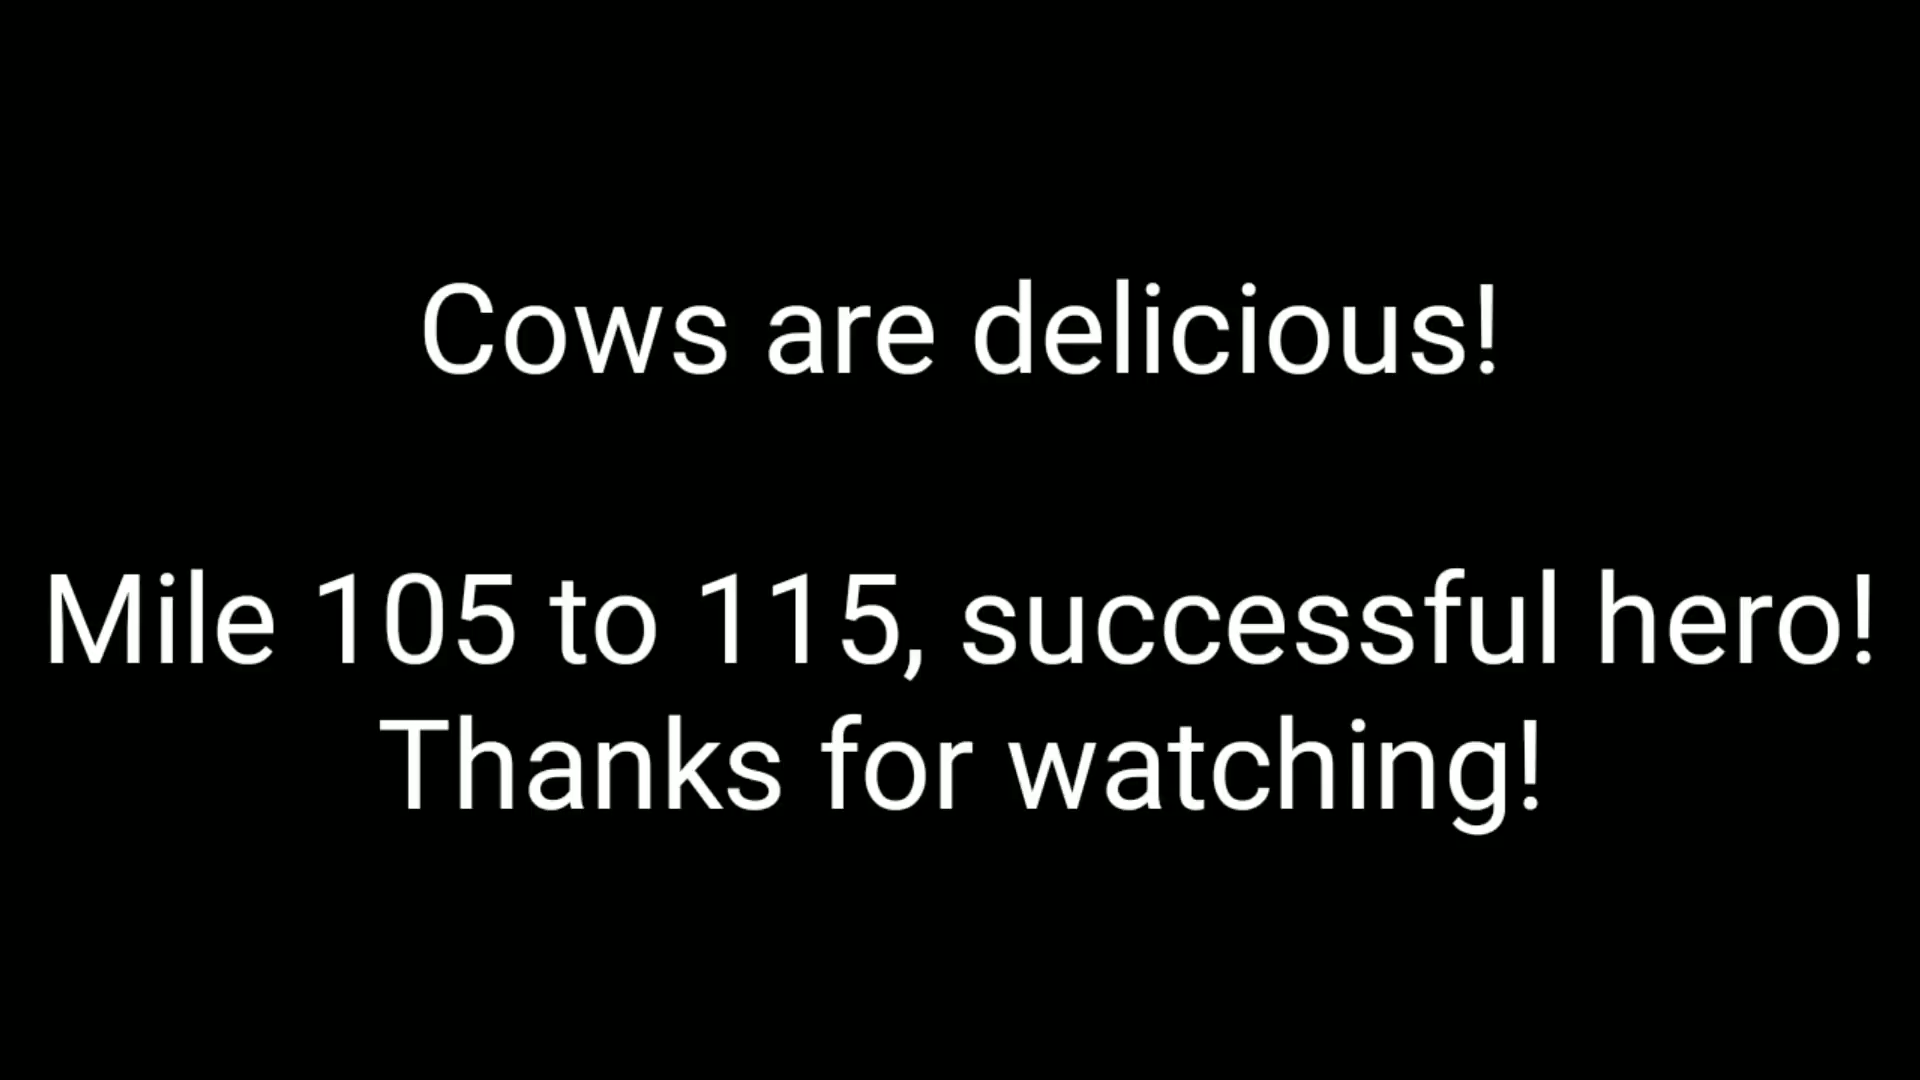 Cows are delicious!
Mile 105 to 115, successful hero!
Thanks for watching!